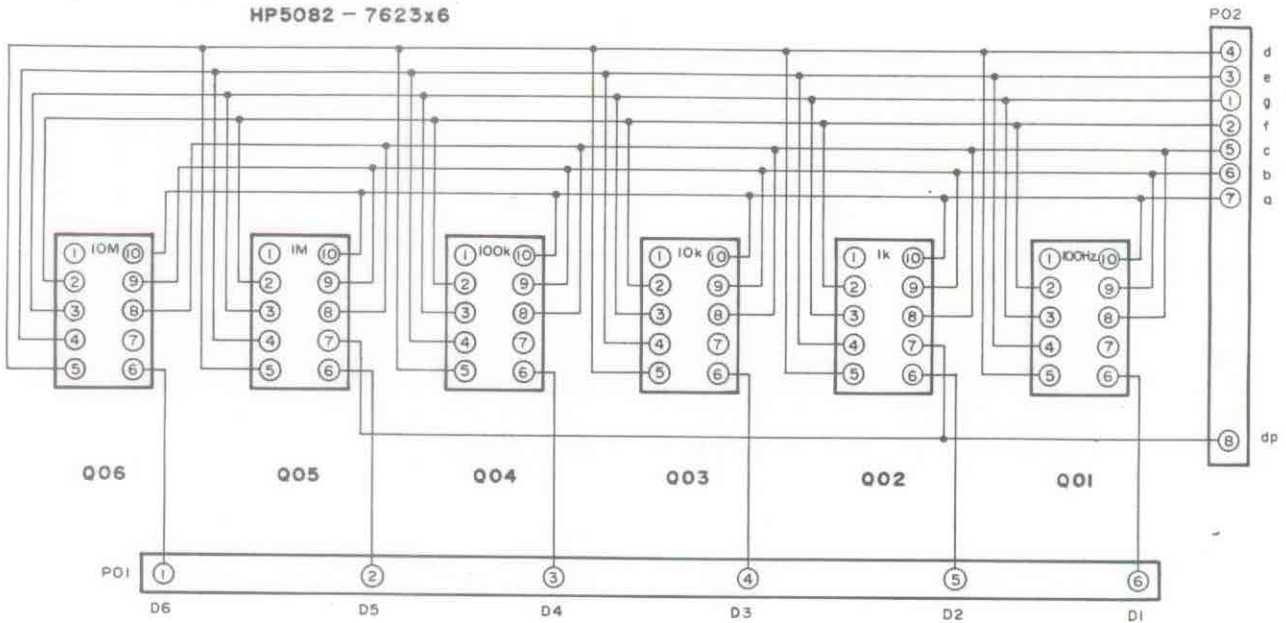 HP5082 - 7623x6
P02
4 d
3 e
1 g
2 f
5 c
6 b
7 a
1 10M 10
2 9
3 8
4 7
5 6
1 1M 10
2 9
3 8
4 7
5 6
1 100k 10
2 9
3 8
4 7
5 6
1 10k 10
2 9
3 8
4 7
5 6
1 1k 10
2 9
3 8
4 7
5 6
1 100Hz 10
2 9
3 8
4 7
5 6
8 dp
Q06 Q05 Q04 Q03 Q02 Q01
P01 1 2 3 4 5 6
D6 D5 D4 D3 D2 D1